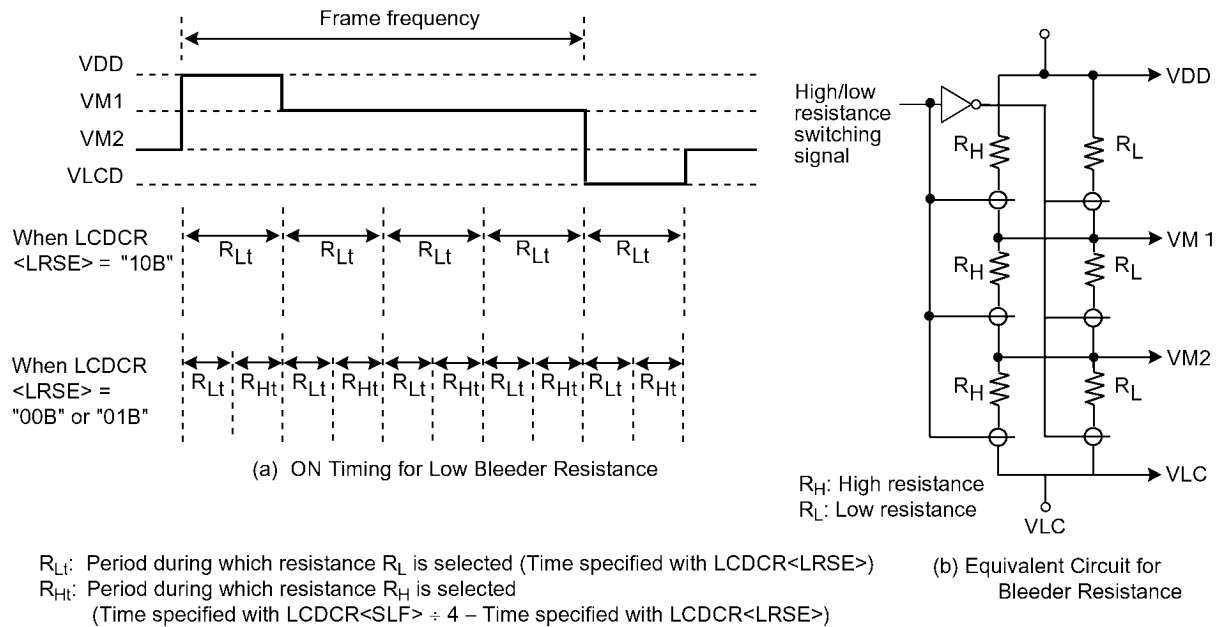 Frame frequency
VDD
VM1
VM2
VLCD
When LCDCR
<LRSE> = "10B"
RLt RLt RLt RLt RLt
When LCDCR
<LRSE> =
"00B" or "01B"
RLt RHt RLt RHt RLt RHt RLt RHt RLt RHt
(a) ON Timing for Low Bleeder Resistance
High/low
resistance
switching
signal
VDD
RH RL
VM 1
RH RL
VM2
RH RL
VLC
VLC
RH: High resistance
RL: Low resistance
(b) Equivalent Circuit for
Bleeder Resistance
RLt: Period during which resistance RL is selected (Time specified with LCDCR<LRSE>)
RHt: Period during which resistance RH is selected
(Time specified with LCDCR<SLF> ÷ 4 – Time specified with LCDCR<LRSE>)